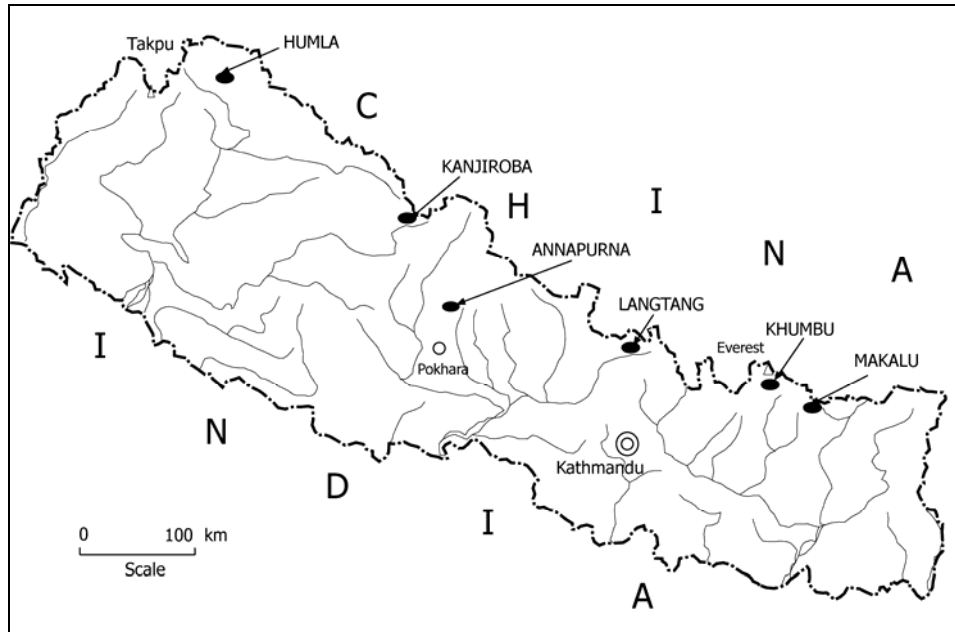 Takpu
HUMLA
C
KANJIROBA
H
I
ANNAPURNA
N
A
LANGTANG
KHUMBU
Everest
MAKALU
I
Pokhara
N
Kathmandu
D
I
0 100 km
Scale
A